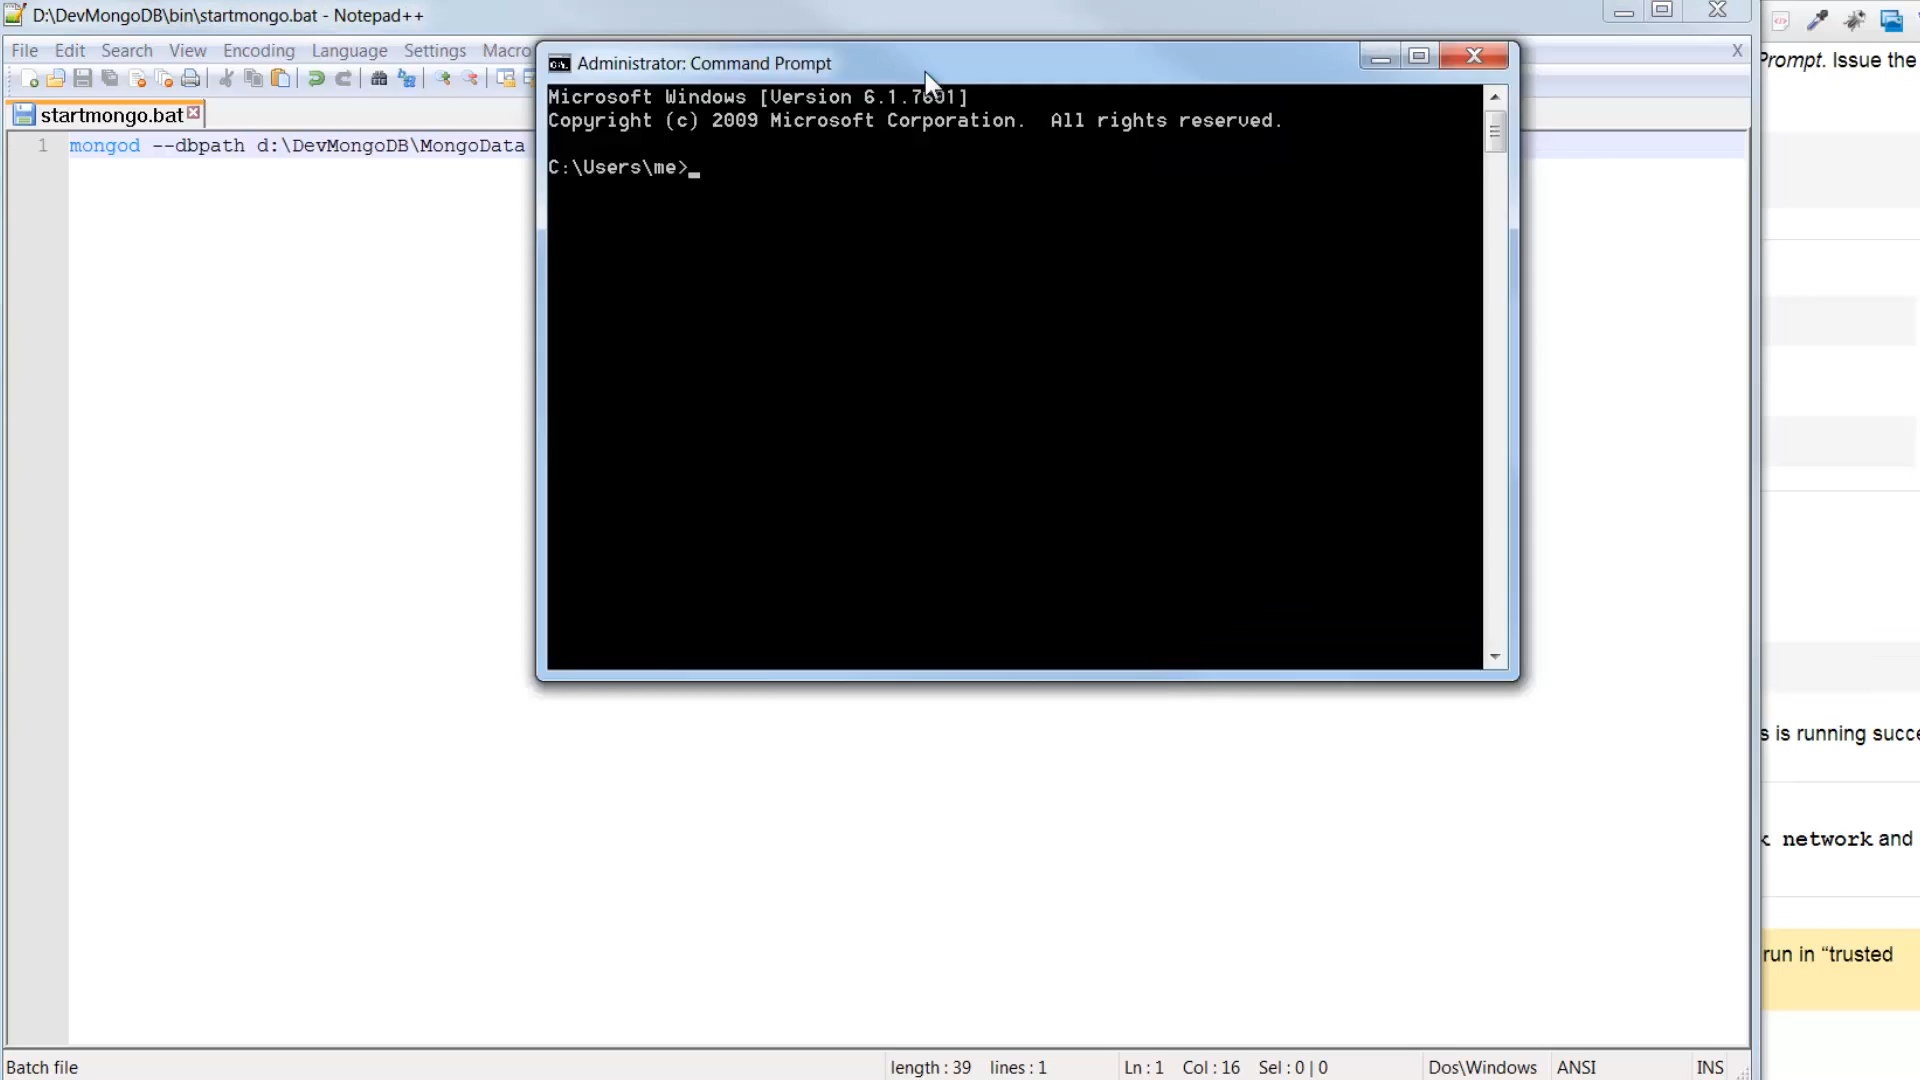 D:\DevMongoDB\bin\startmongo.bat - Notepad++
File Edit Search View Encoding Language Settings Macro
X
startmongo.bat
1 mongod --dbpath d:\DevMongoDB\MongoData
Administrator: Command Prompt
Microsoft Windows [Version 6.1.7601]
Copyright (c) 2009 Microsoft Corporation. All rights reserved.
C:\Users\me>
Prompt. Issue the
s is running succe
k network and
run in “trusted
Batch file length : 39 lines : 1 Ln : 1 Col : 16 Sel : 0 | 0 Dos\Windows ANSI INS